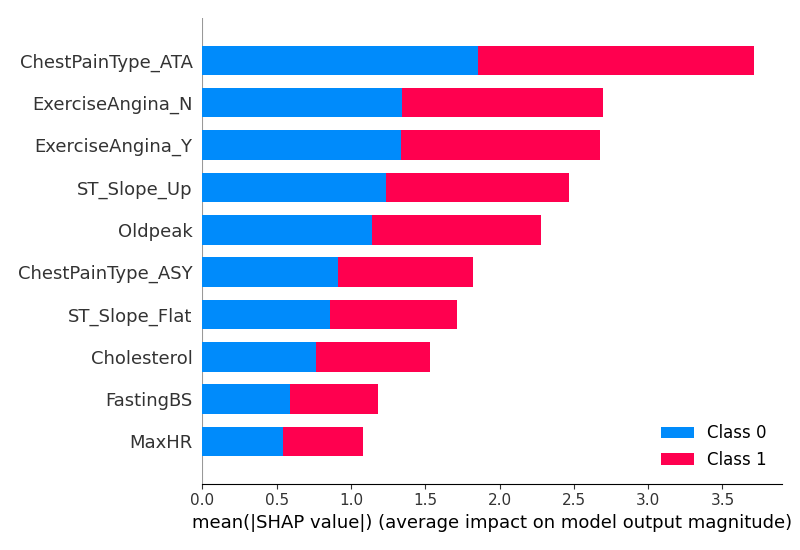 ChestPainType_ATA
ExerciseAngina_N
ExerciseAngina_Y
ST_Slope_Up
Oldpeak
ChestPainType_ASY
ST_Slope_Flat
Cholesterol
FastingBS
MaxHR
Class 0
Class 1
0.0 0.5 1.0 1.5 2.0 2.5 3.0 3.5
mean(|SHAP value|) (average impact on model output magnitude)